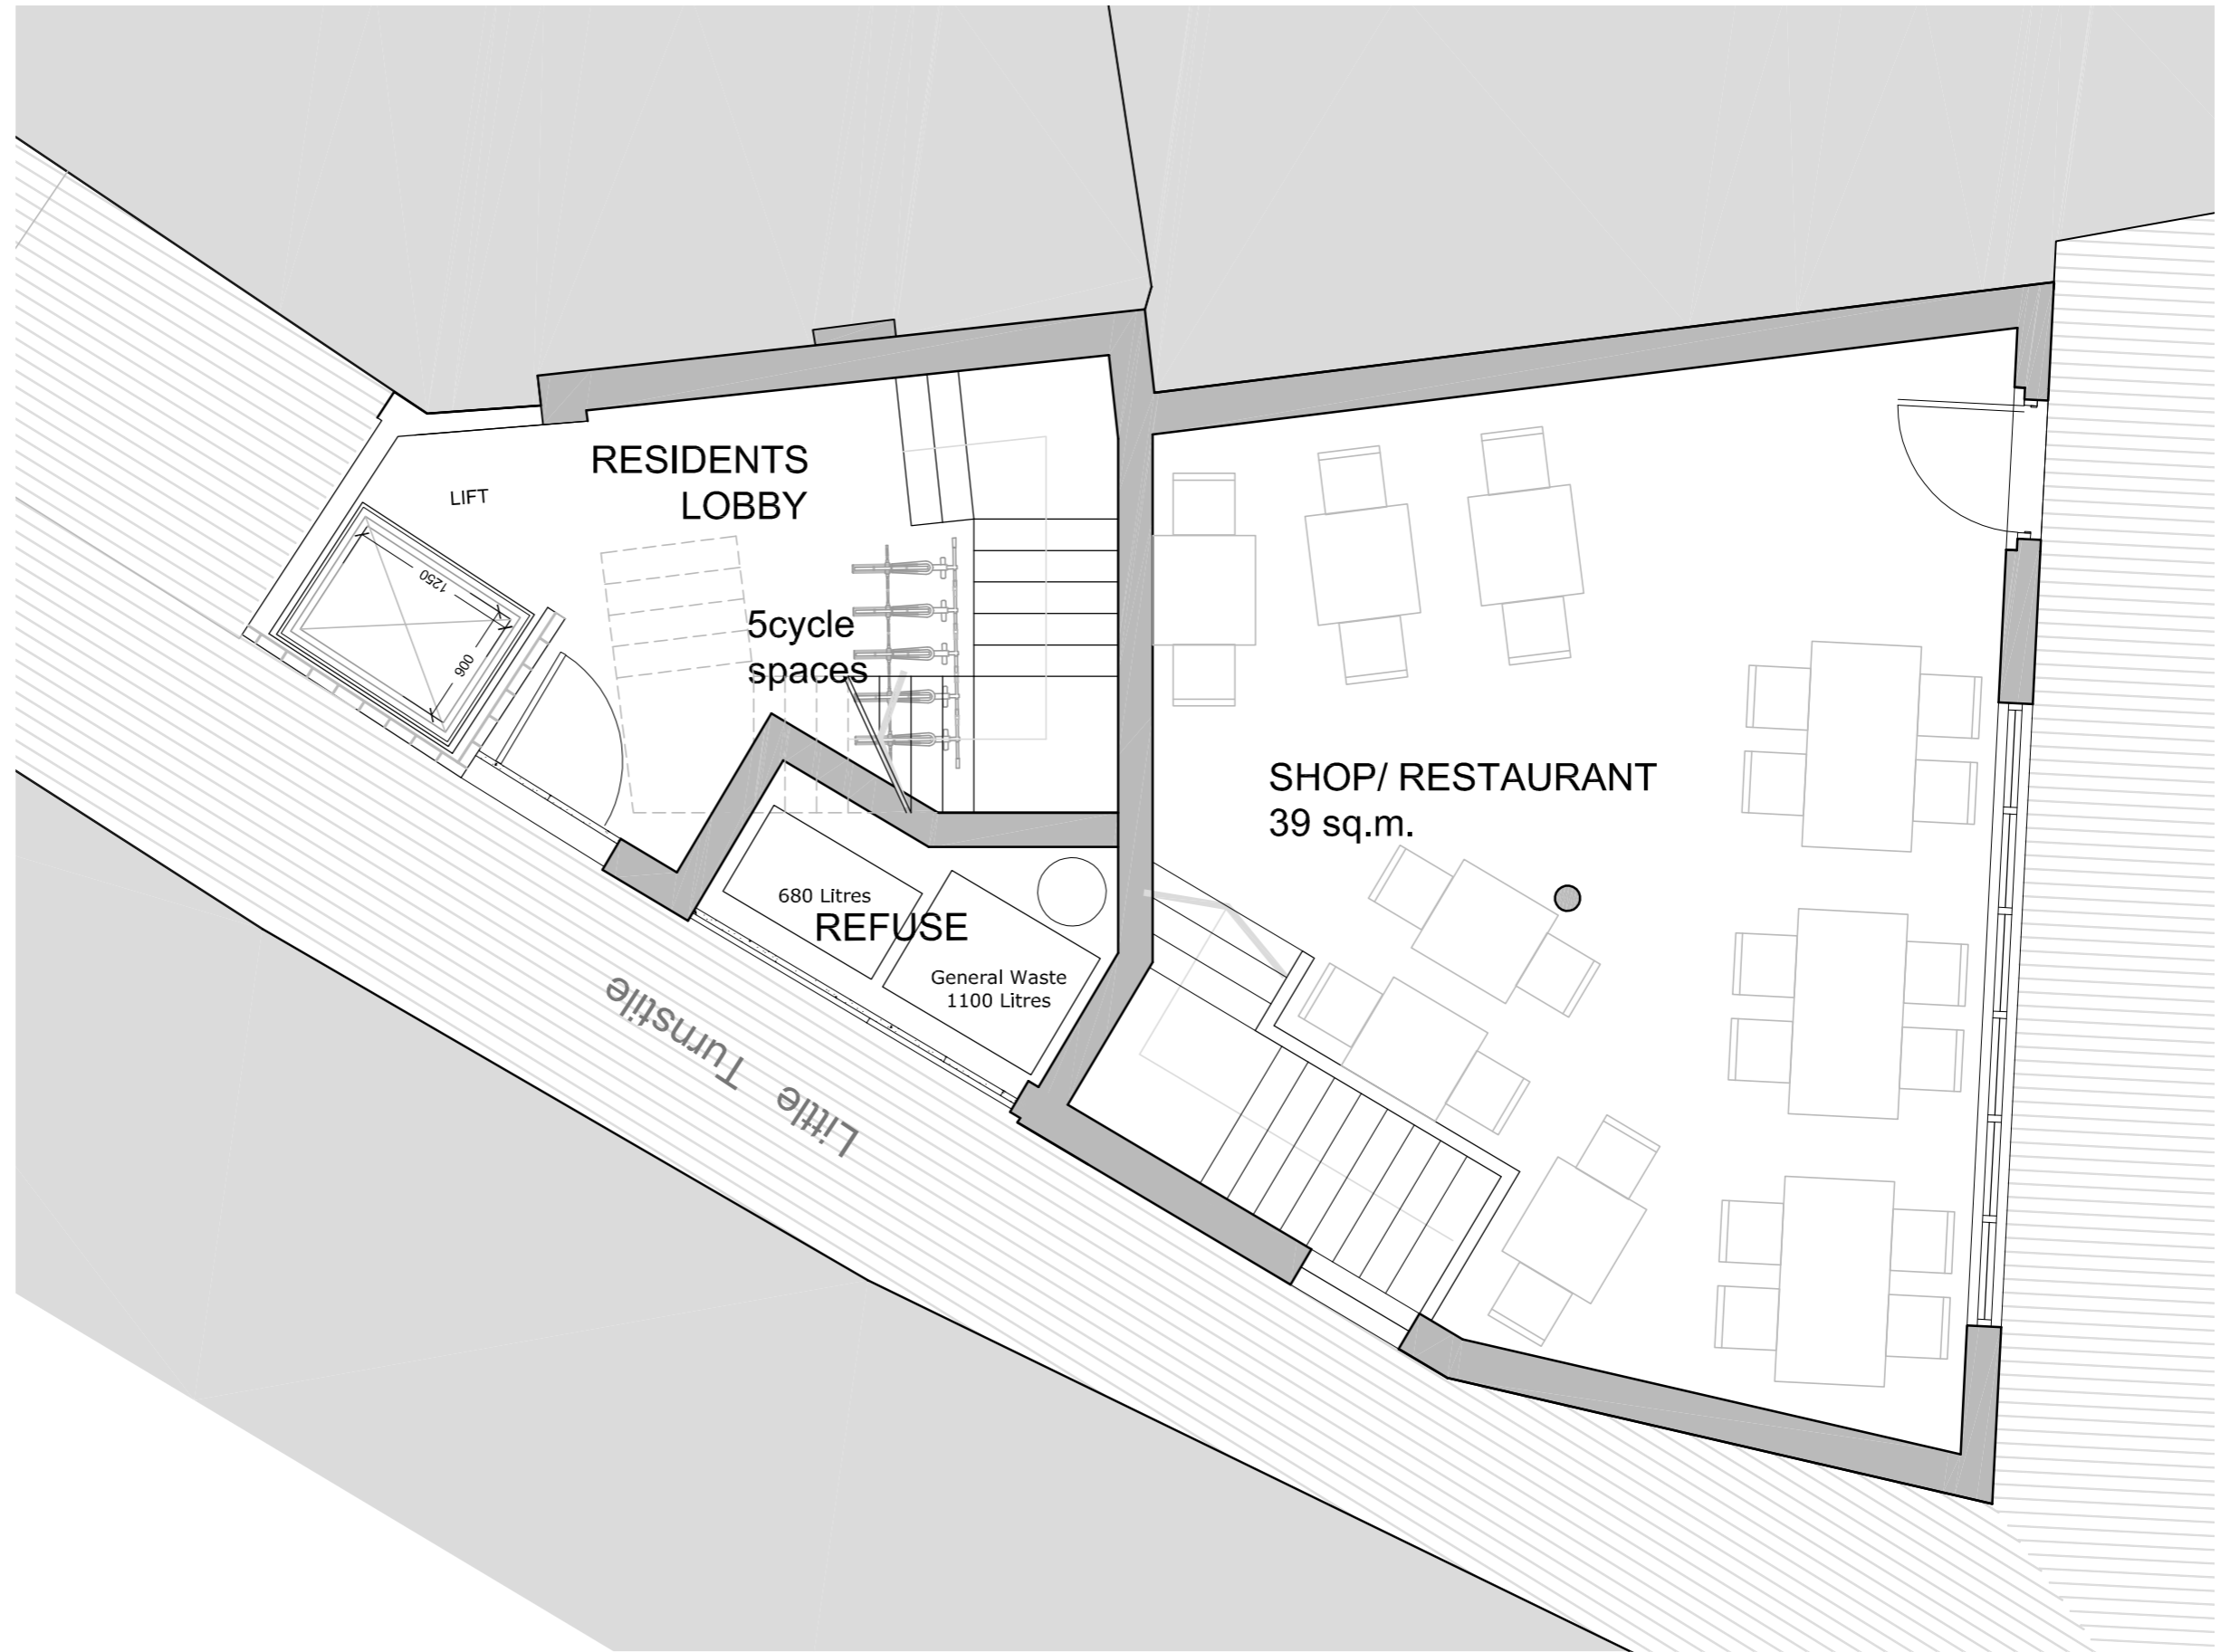 RESIDENTS
LOBBY
LIFT
1250
900
5cycle
spaces
SHOP/ RESTAURANT
39 sq.m.
680 Litres
REFUSE
General Waste
1100 Litres
Little Turnstile